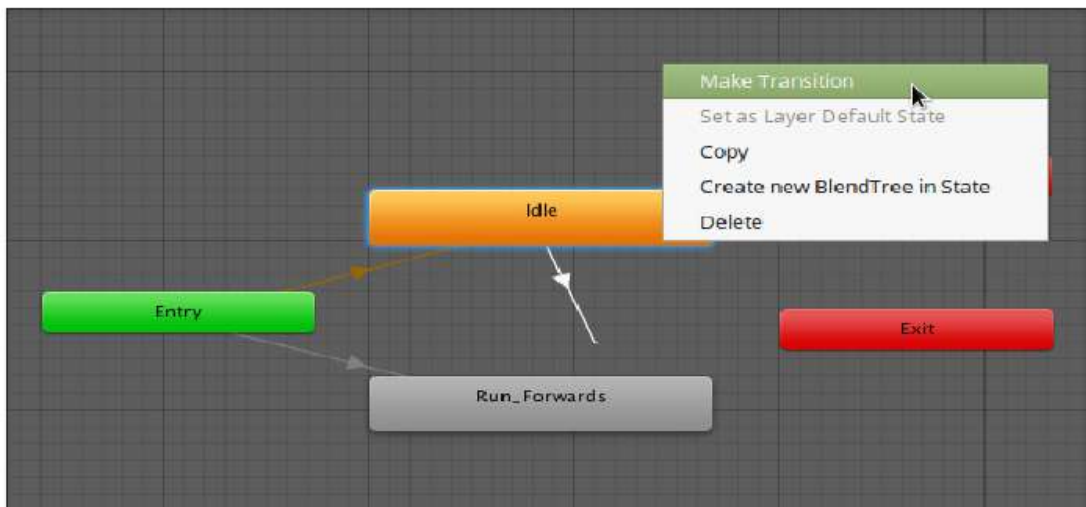 Make Transition
Set as Layer Default State
Copy
Create new BlendTree in State
Delete
Idle
Entry
Exit
Run_Forwards